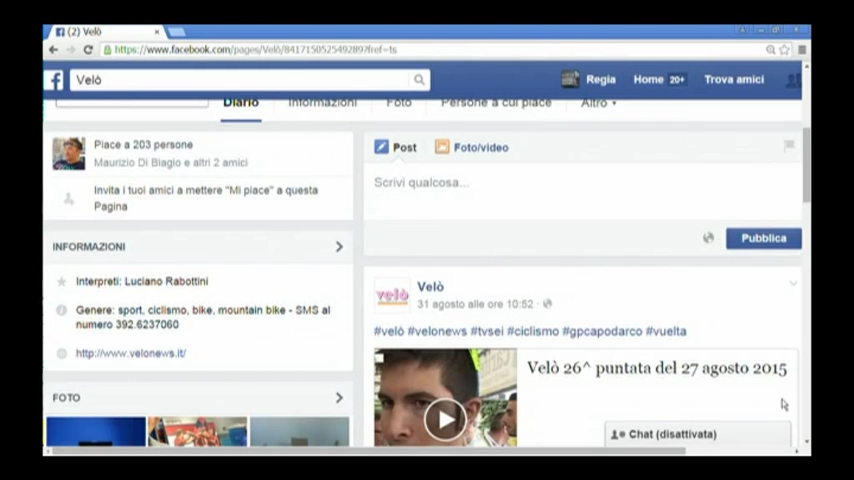 (2) Velò
https://www.facebook.com/pages/Velò/841715052549289?fref=ts
Velò
Regia
Home 20+
Trova amici
Diario
Informazioni
Foto
Persone a cui piace
Altro
Piace a 203 persone
Maurizio Di Biagio e altri 2 amici
Invita i tuoi amici a mettere "Mi piace" a questa
Pagina
INFORMAZIONI
Interpreti: Luciano Rabottini
Genere: sport, ciclismo, bike, mountain bike - SMS al
numero 392.6237060
http://www.velonews.it/
FOTO
Post
Foto/video
Scrivi qualcosa...
Pubblica
velò
Velò
31 agosto alle ore 10:52
#velò #velonews #tvsei #ciclismo #gpcapodarco #vuelta
Velò 26^ puntata del 27 agosto 2015
Chat (disattivata)